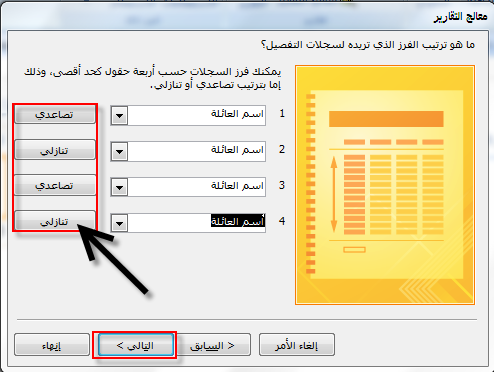 معالج التقارير
ما هو ترتيب الفرز الذي تريده لسجلات التفصيل؟
يمكنك فرز السجلات حسب أربعة حقول كحد أقصى، وذلك
إما بترتيب تصاعدي أو تنازلي.
1 اسم العائلة تصاعدي
2 اسم العائلة تنازلي
3 اسم العائلة تصاعدي
4 اسم العائلة تنازلي
إلغاء الأمر < السابق التالي > إنهاء